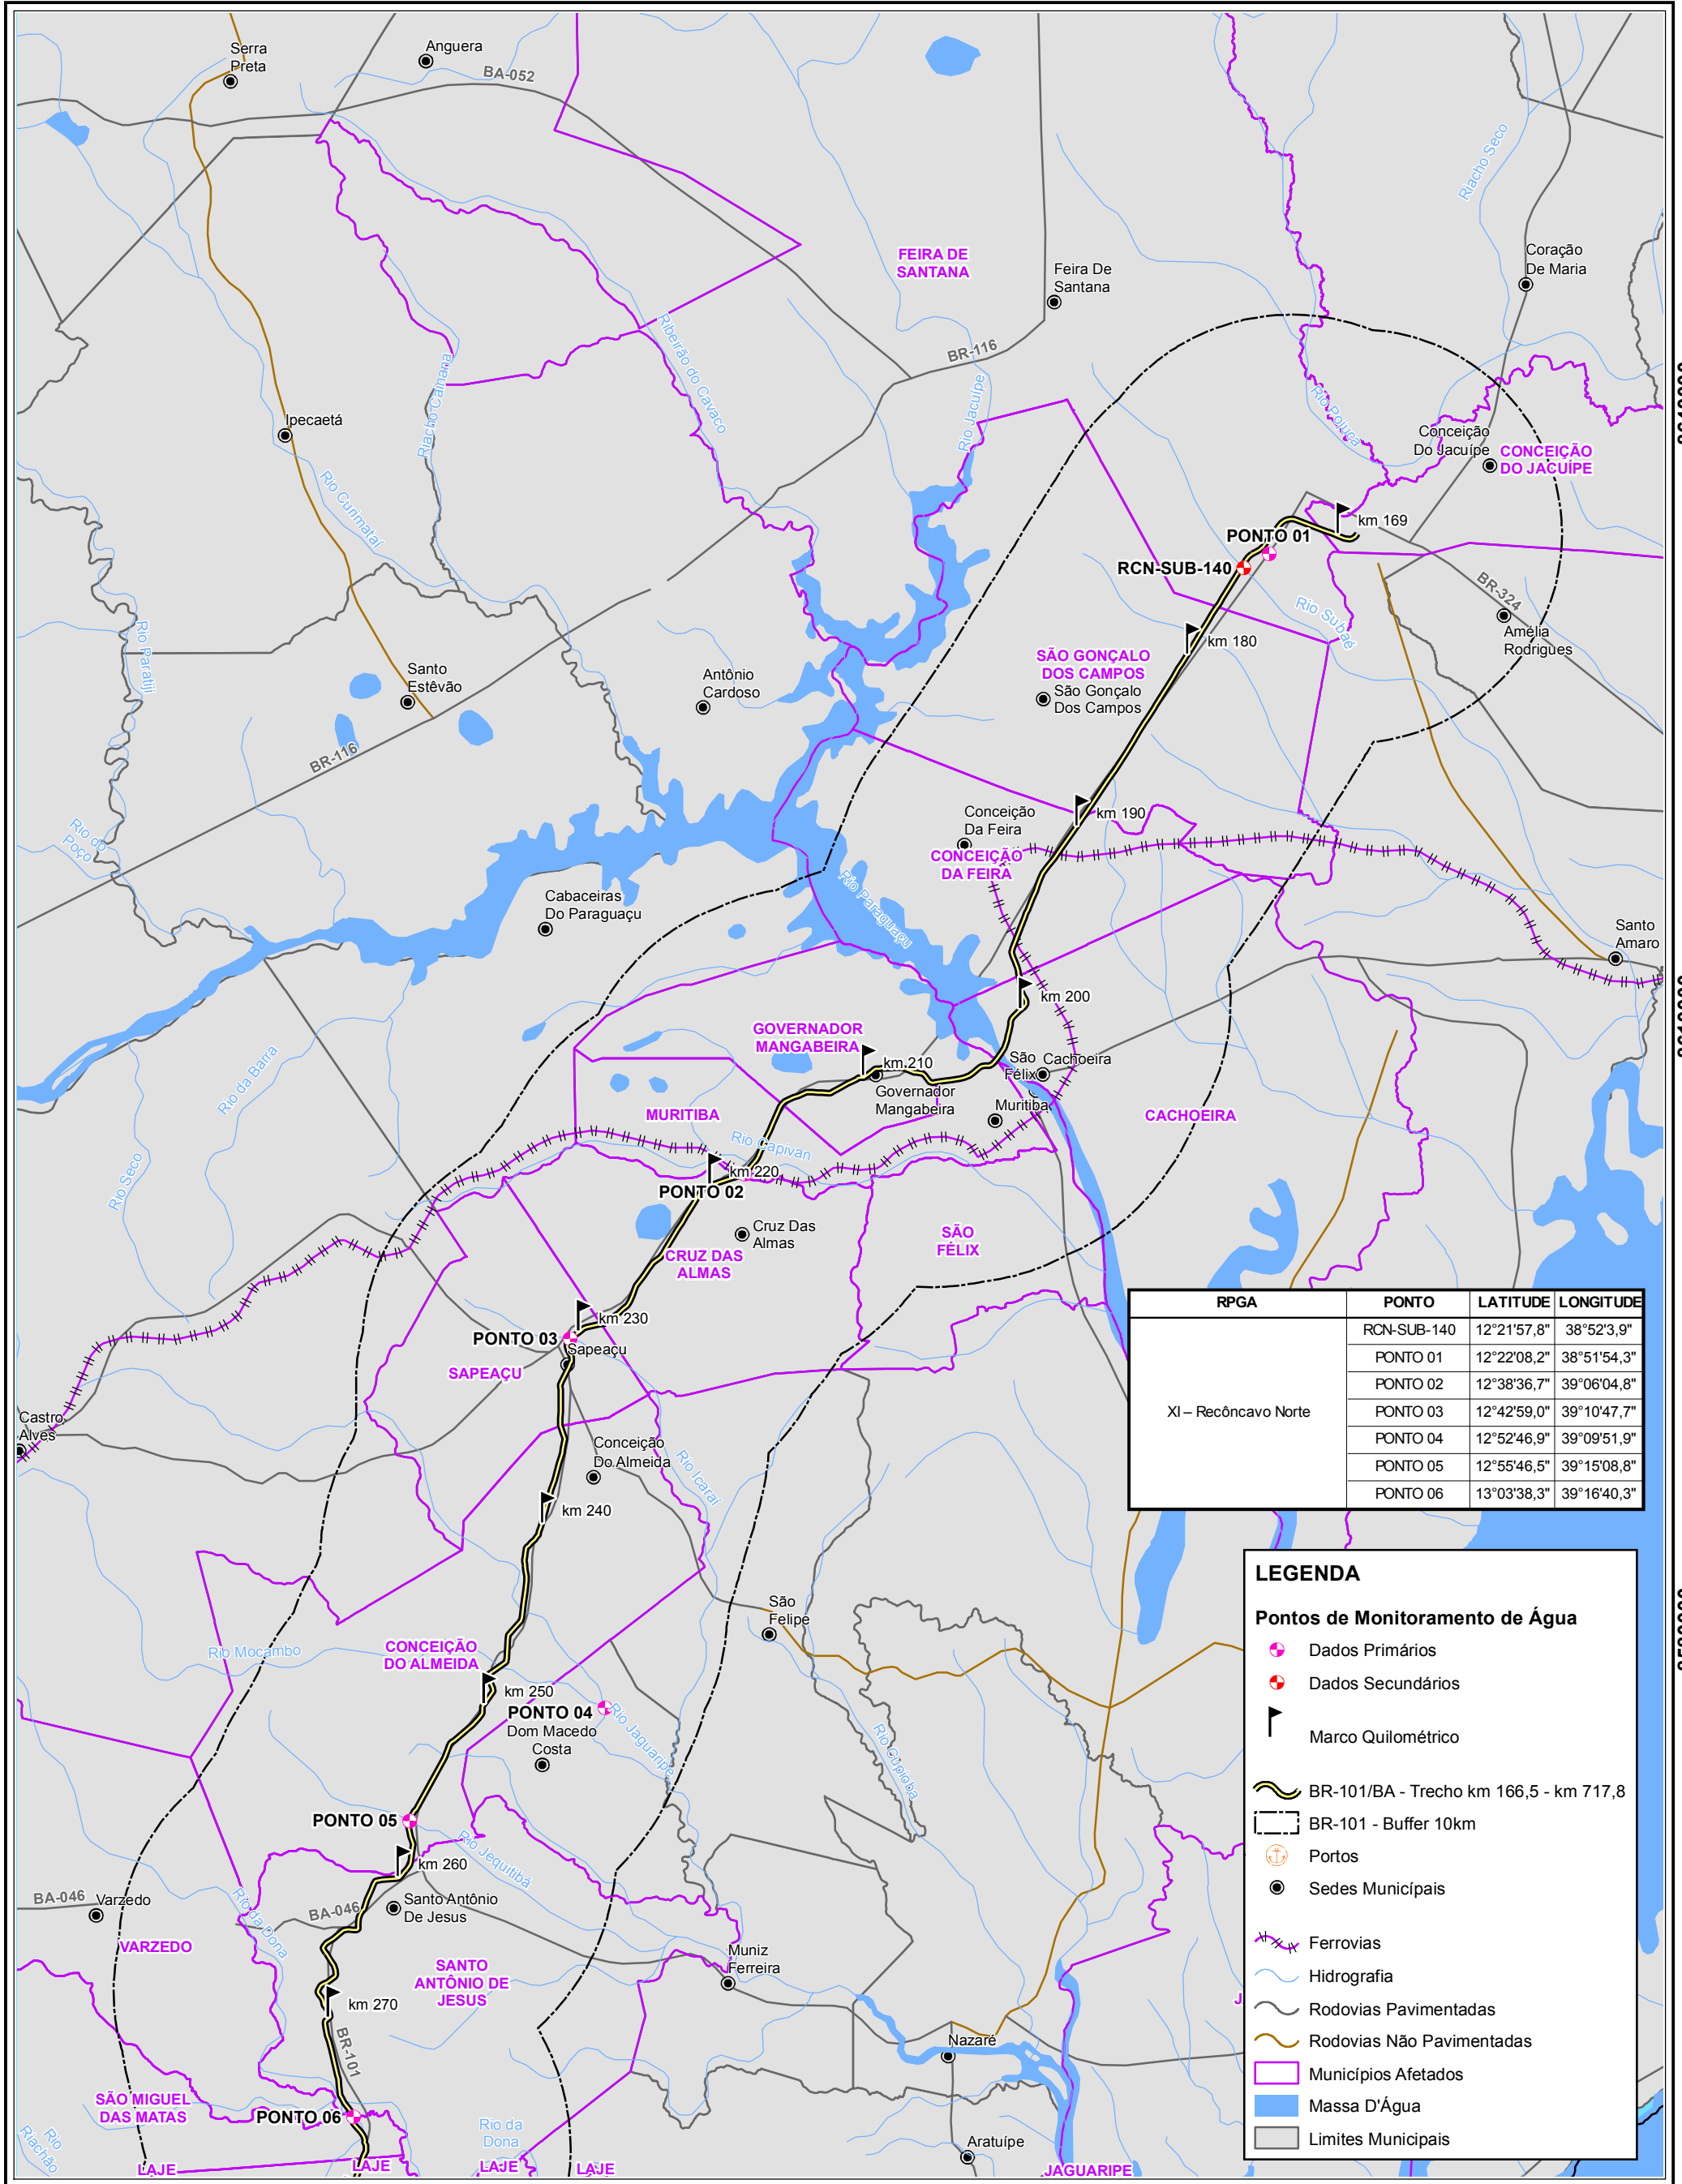 Serra
Preta
Anguera
BA-052
Riacho Seco
FEIRA DE
SANTANA
Feira De
Santana
Coração
De Maria
Ribeirão do Cavaco
BR-116
Rio Jacuípe
Riacho Cainana
Ipecaetá
Rio Curimataí
Rio Pojuca
Conceição
Do Jacuípe
CONCEIÇÃO
DO JACUÍPE
km 169
PONTO 01
RCN-SUB-140
BR-324
Rio Subaé
Amélia
Rodrigues
km 180
Rio Paratiji
SÃO GONÇALO
DOS CAMPOS
São Gonçalo
Dos Campos
Santo
Estêvão
Antônio
Cardoso
BR-116
Rio do
Poço
Conceição
Da Feira
km 190
CONCEIÇÃO
DA FEIRA
Cabaceiras
Do Paraguaçu
Rio Paraguaçu
Santo
Amaro
km 200
GOVERNADOR
MANGABEIRA
km 210
Governador
Mangabeira
São
Félix
Cachoeira
Muritiba
MURITIBA
CACHOEIRA
Rio da Barra
Rio Seco
Rio Capivari
km 220
PONTO 02
Cruz Das
Almas
CRUZ DAS
ALMAS
SÃO
FÉLIX
km 230
PONTO 03
Sapeaçu
SAPEAÇU
RPGA PONTO LATITUDE LONGITUDE
XI – Recôncavo Norte
RCN-SUB-140 12°21'57,8" 38°52'3,9"
PONTO 01 12°22'08,2" 38°51'54,3"
PONTO 02 12°38'36,7" 39°06'04,8"
PONTO 03 12°42'59,0" 39°10'47,7"
PONTO 04 12°52'46,9" 39°09'51,9"
PONTO 05 12°55'46,5" 39°15'08,8"
PONTO 06 13°03'38,3" 39°16'40,3"
Castro
Alves
Conceição
Do Almeida
Rio Icaraí
km 240
São
Felipe
Rio Mocambo
CONCEIÇÃO
DO ALMEIDA
km 250
PONTO 04
Dom Macedo
Costa
Rio Jaguaripe
Rio Cupioba
PONTO 05
km 260
Rio Jequitibá
BA-046
Varzedo
BA-046
Santo Antônio
De Jesus
Rio da Dona
VARZEDO
SANTO
ANTÔNIO DE
JESUS
Muniz
Ferreira
km 270
BR-101
Nazaré
SÃO MIGUEL
DAS MATAS
PONTO 06
Rio da
Dona
Rio
Riachão
Aratuípe
LAJE
LAJE
LAJE
LAJE
JAGUARIPE
LEGENDA
Pontos de Monitoramento de Água
Dados Primários
Dados Secundários
Marco Quilométrico
BR-101/BA - Trecho km 166,5 - km 717,8
BR-101 - Buffer 10km
Portos
Sedes Municípais
Ferrovias
Hidrografia
Rodovias Pavimentadas
Rodovias Não Pavimentadas
Municípios Afetados
Massa D'Água
Limites Municipais